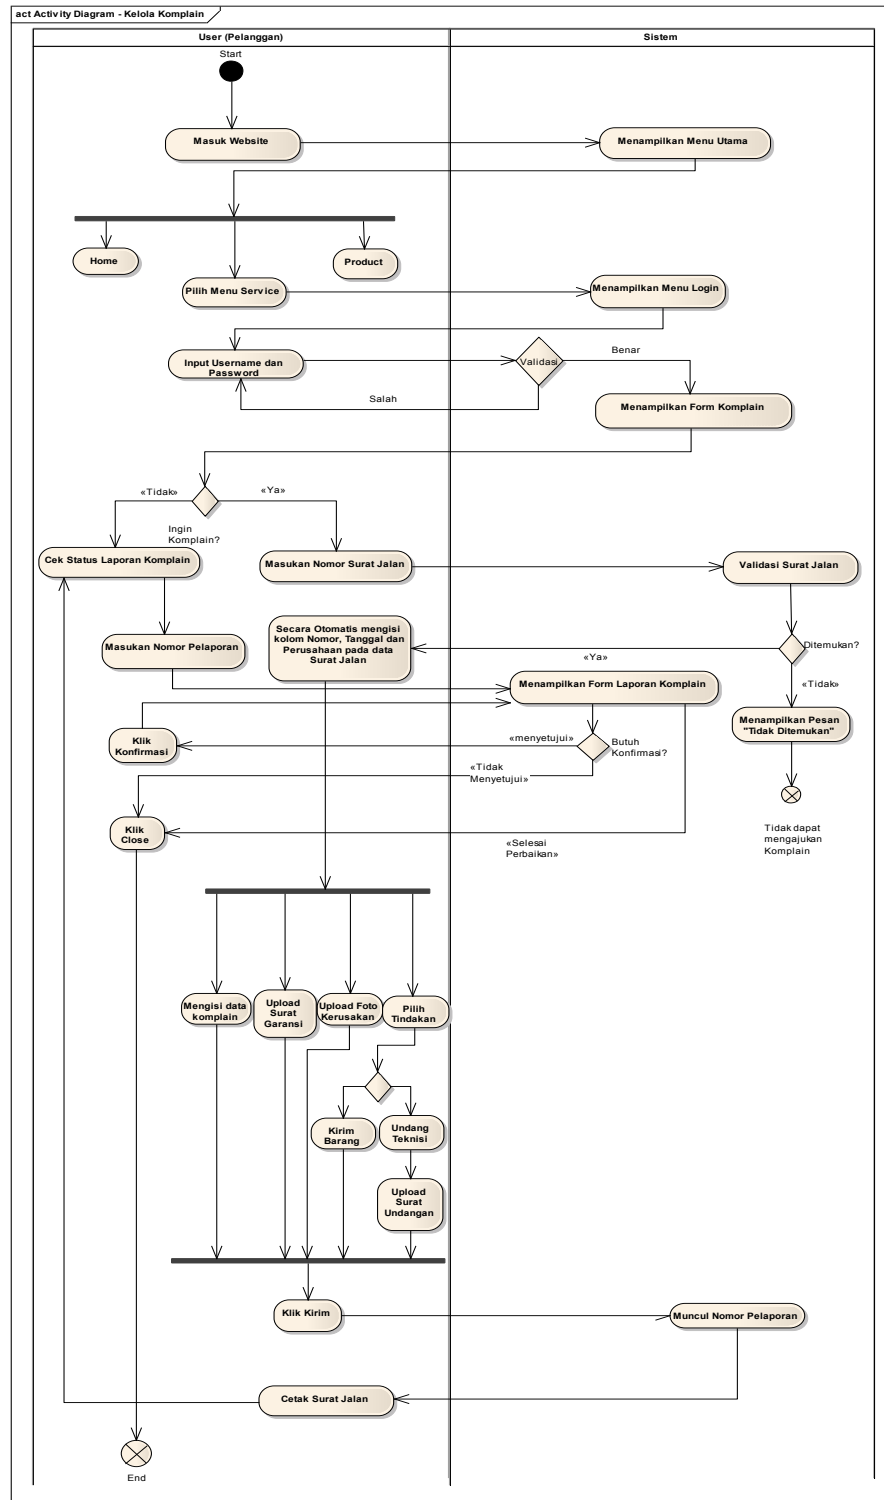 act Activity Diagram - Kelola Komplain
User (Pelanggan)
Sistem
Start
Masuk Website
Menampilkan Menu Utama
Home
Product
Pilih Menu Service
Menampilkan Menu Login
Input Username dan
Password
Validasi
Benar
Salah
Menampilkan Form Komplain
«Tidak»
«Ya»
Ingin
Komplain?
Cek Status Laporan Komplain
Masukan Nomor Surat Jalan
Validasi Surat Jalan
Secara Otomatis mengisi
kolom Nomor, Tanggal dan
Perusahaan pada data
Surat Jalan
Masukan Nomor Pelaporan
Ditemukan?
«Ya»
«Tidak»
Menampilkan Form Laporan Komplain
Menampilkan Pesan
"Tidak Ditemukan"
Klik
Konfirmasi
«menyetujui»
Butuh
Konfirmasi?
«Tidak
Menyetujui»
Klik
Close
«Selesai
Perbaikan»
Tidak dapat
mengajukan
Komplain
Mengisi data
komplain
Upload
Surat
Garansi
Upload Foto
Kerusakan
Pilih
Tindakan
Kirim
Barang
Undang
Teknisi
Upload
Surat
Undangan
Klik Kirim
Muncul Nomor Pelaporan
Cetak Surat Jalan
End